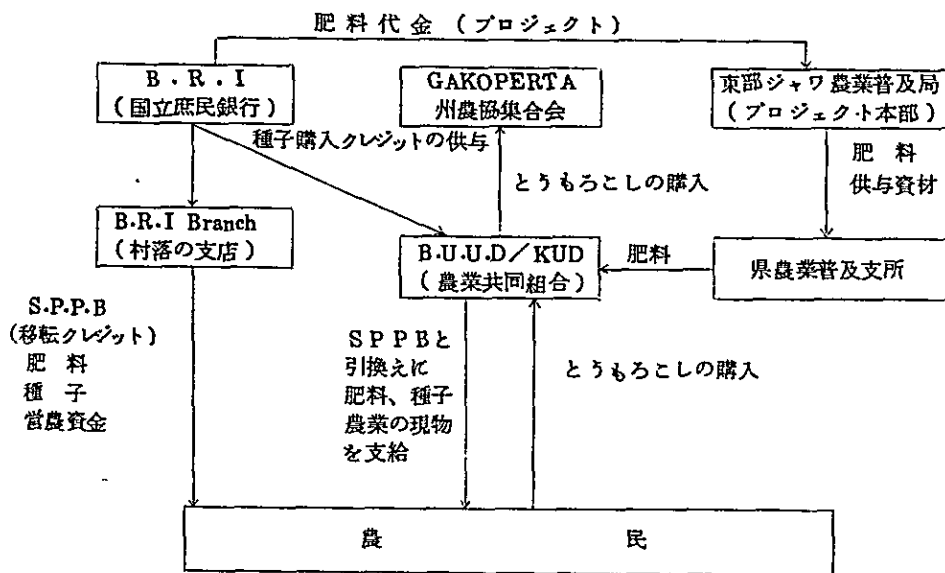 肥料代金(プロジェクト)
B.R.I
(国立庶民銀行)
GAKOPERTA
州農協集合会
東部ジャワ農業普及局
(プロジェクト本部)
種子購入クレジットの供与
とうもろこしの購入
肥料
供与資材
B.R.I Branch
(村落の支店)
B.U.U.D/KUD
(農業共同組合)
肥料
県農業普及支所
S.P.P.B
(移転クレジット)
肥料
種子
営農資金
SPPBと
引換えに
肥料、種子
農業の現物
を支給
とうもろこしの購入
農民